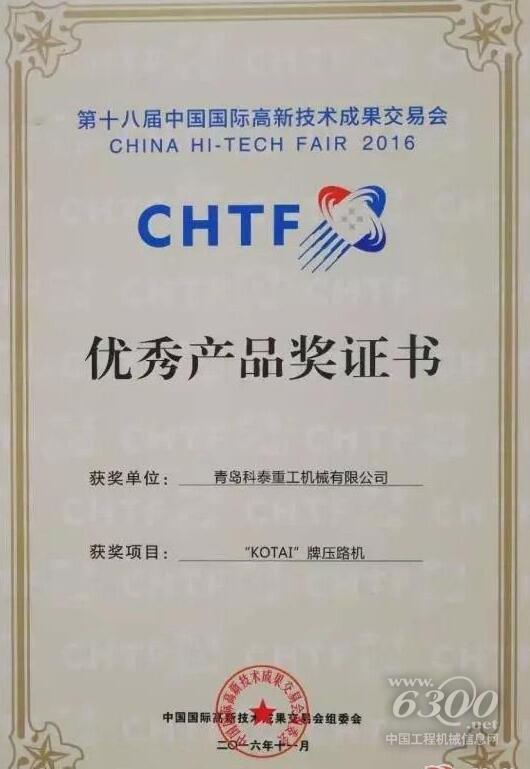 第十八届中国国际高新技术成果交易会
CHINA HI-TECH FAIR 2016
CHTF
优秀产品奖证书
获奖单位： 青岛科泰重工机械有限公司
获奖项目： “KOTAI”牌压路机
中国国际高新技术成果交易会组委会
二〇一六年十一月
www.6300.net
中国工程机械信息网